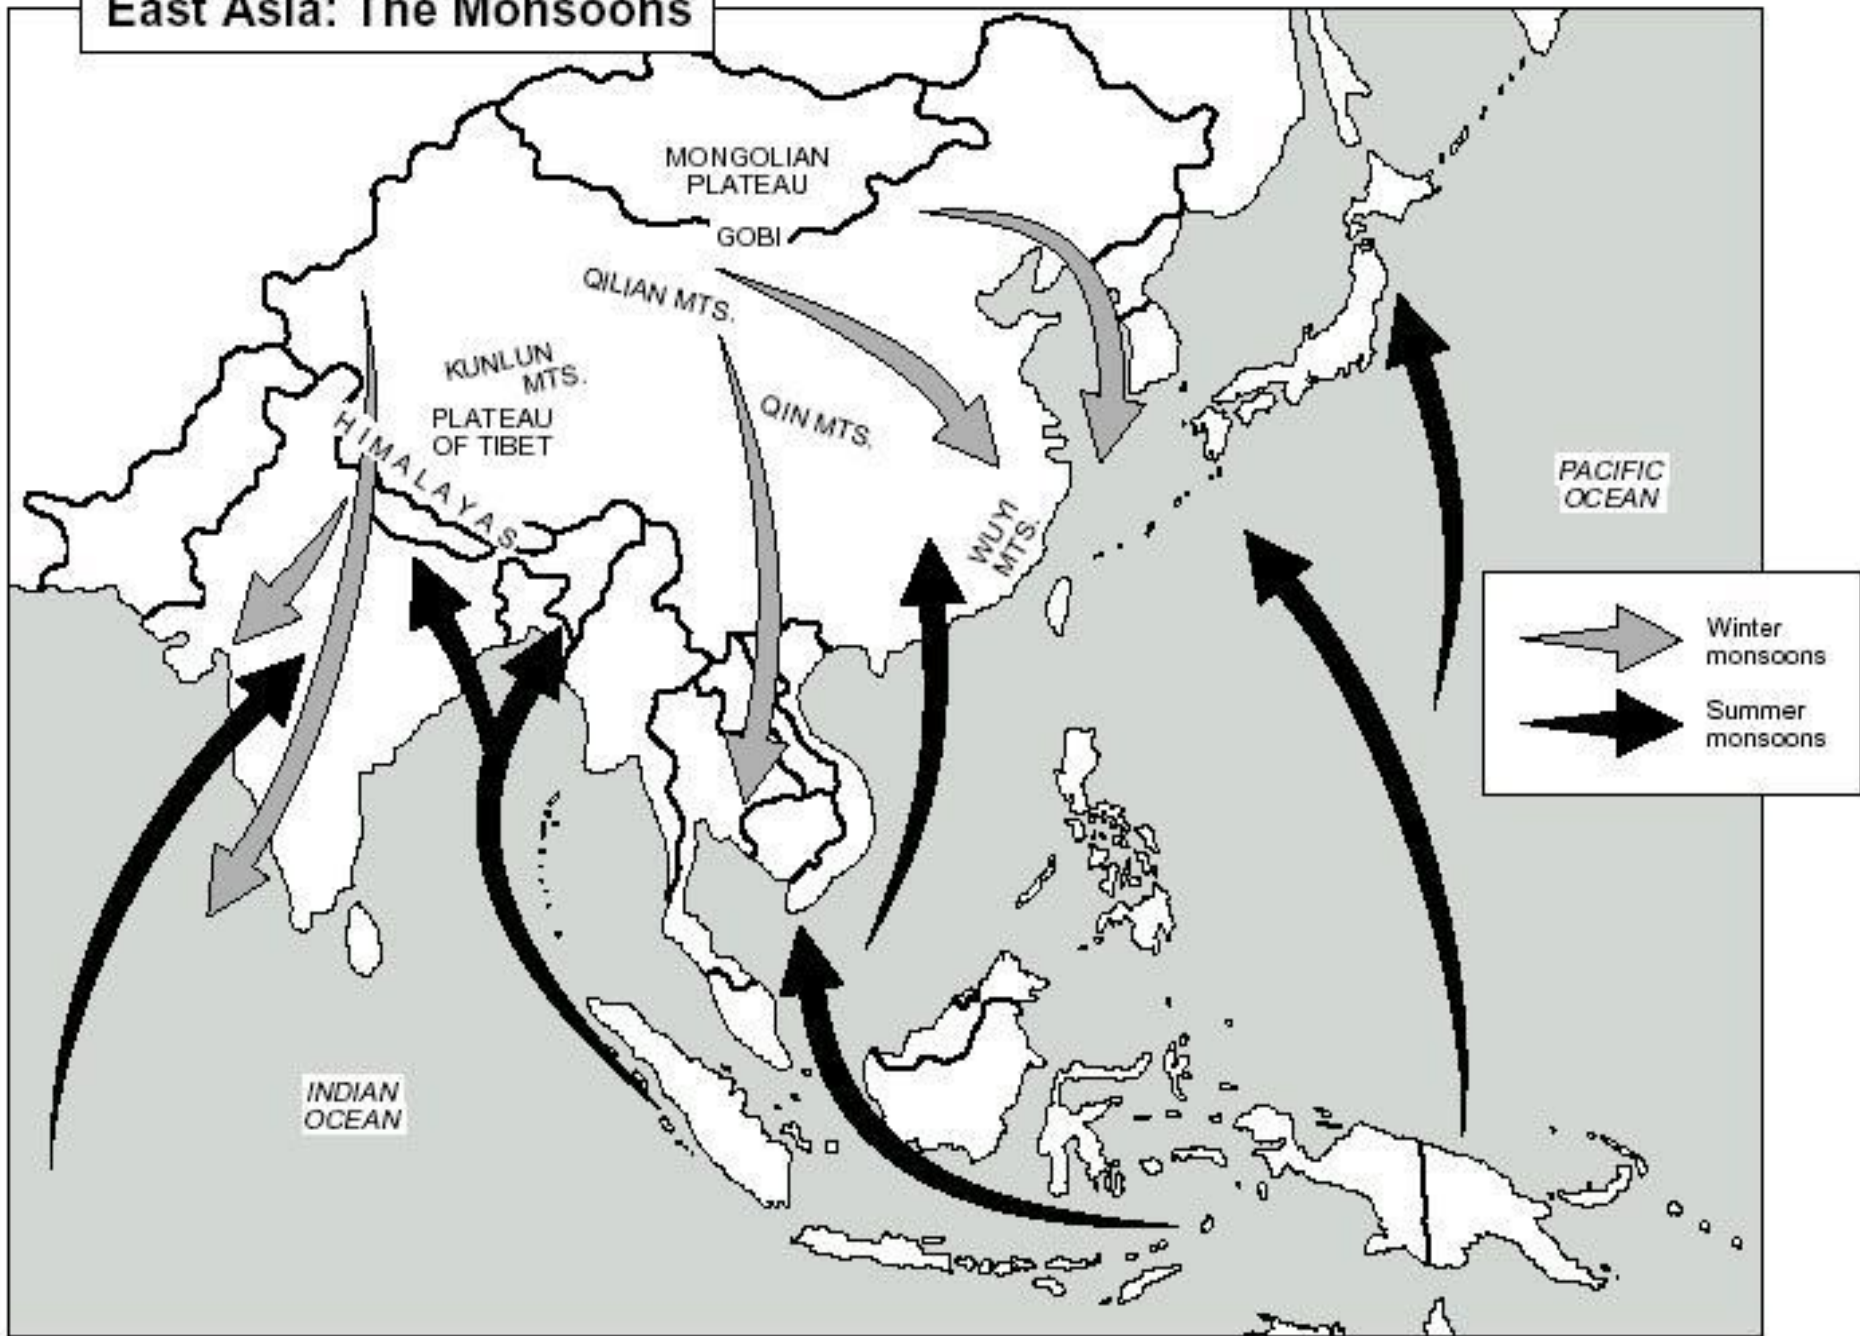 East Asia: The Monsoons
MONGOLIAN
PLATEAU
GOBI
QILIAN MTS.
KUNLUN
MTS.
PLATEAU
OF TIBET
QIN MTS.
HIMALAYAS
WUYI
MTS.
PACIFIC
OCEAN
Winter
monsoons
Summer
monsoons
INDIAN
OCEAN